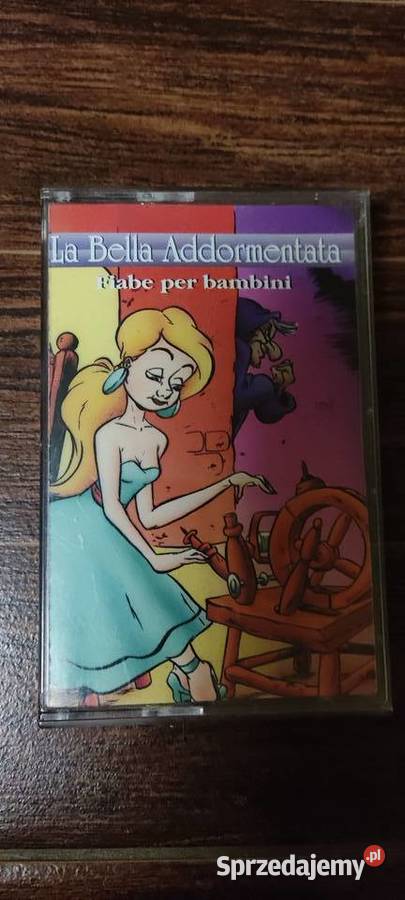 La Bella Addormentata
Fiabe per bambini
Sprzedajemy.pl